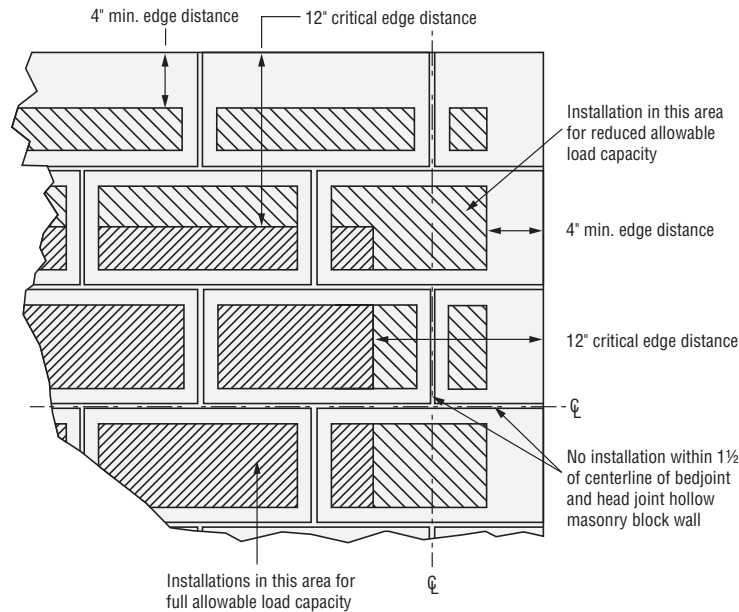 4" min. edge distance
12" critical edge distance
Installation in this area
for reduced allowable
load capacity
4" min. edge distance
12" critical edge distance
℄
No installation within 1½
of centerline of bedjoint
and head joint hollow
masonry block wall
Installations in this area for
full allowable load capacity
℄